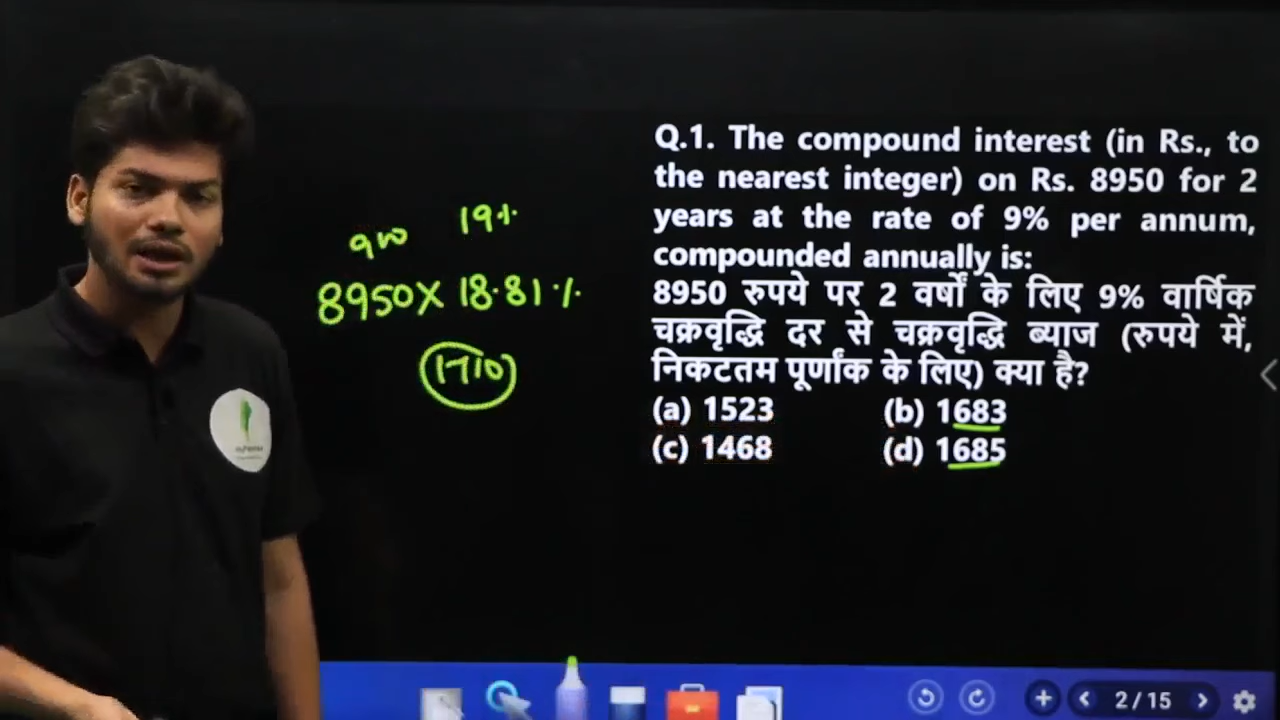 9000 19%
8950X 18.81%
1710
Q.1. The compound interest (in Rs., to
the nearest integer) on Rs. 8950 for 2
years at the rate of 9% per annum,
compounded annually is:
8950 रुपये पर 2 वर्षों के लिए 9% वार्षिक
चक्रवृद्धि दर से चक्रवृद्धि ब्याज (रुपये में,
निकटतम पूर्णांक के लिए) क्या है?
(a) 1523 (b) 1683
(c) 1468 (d) 1685
2 / 15